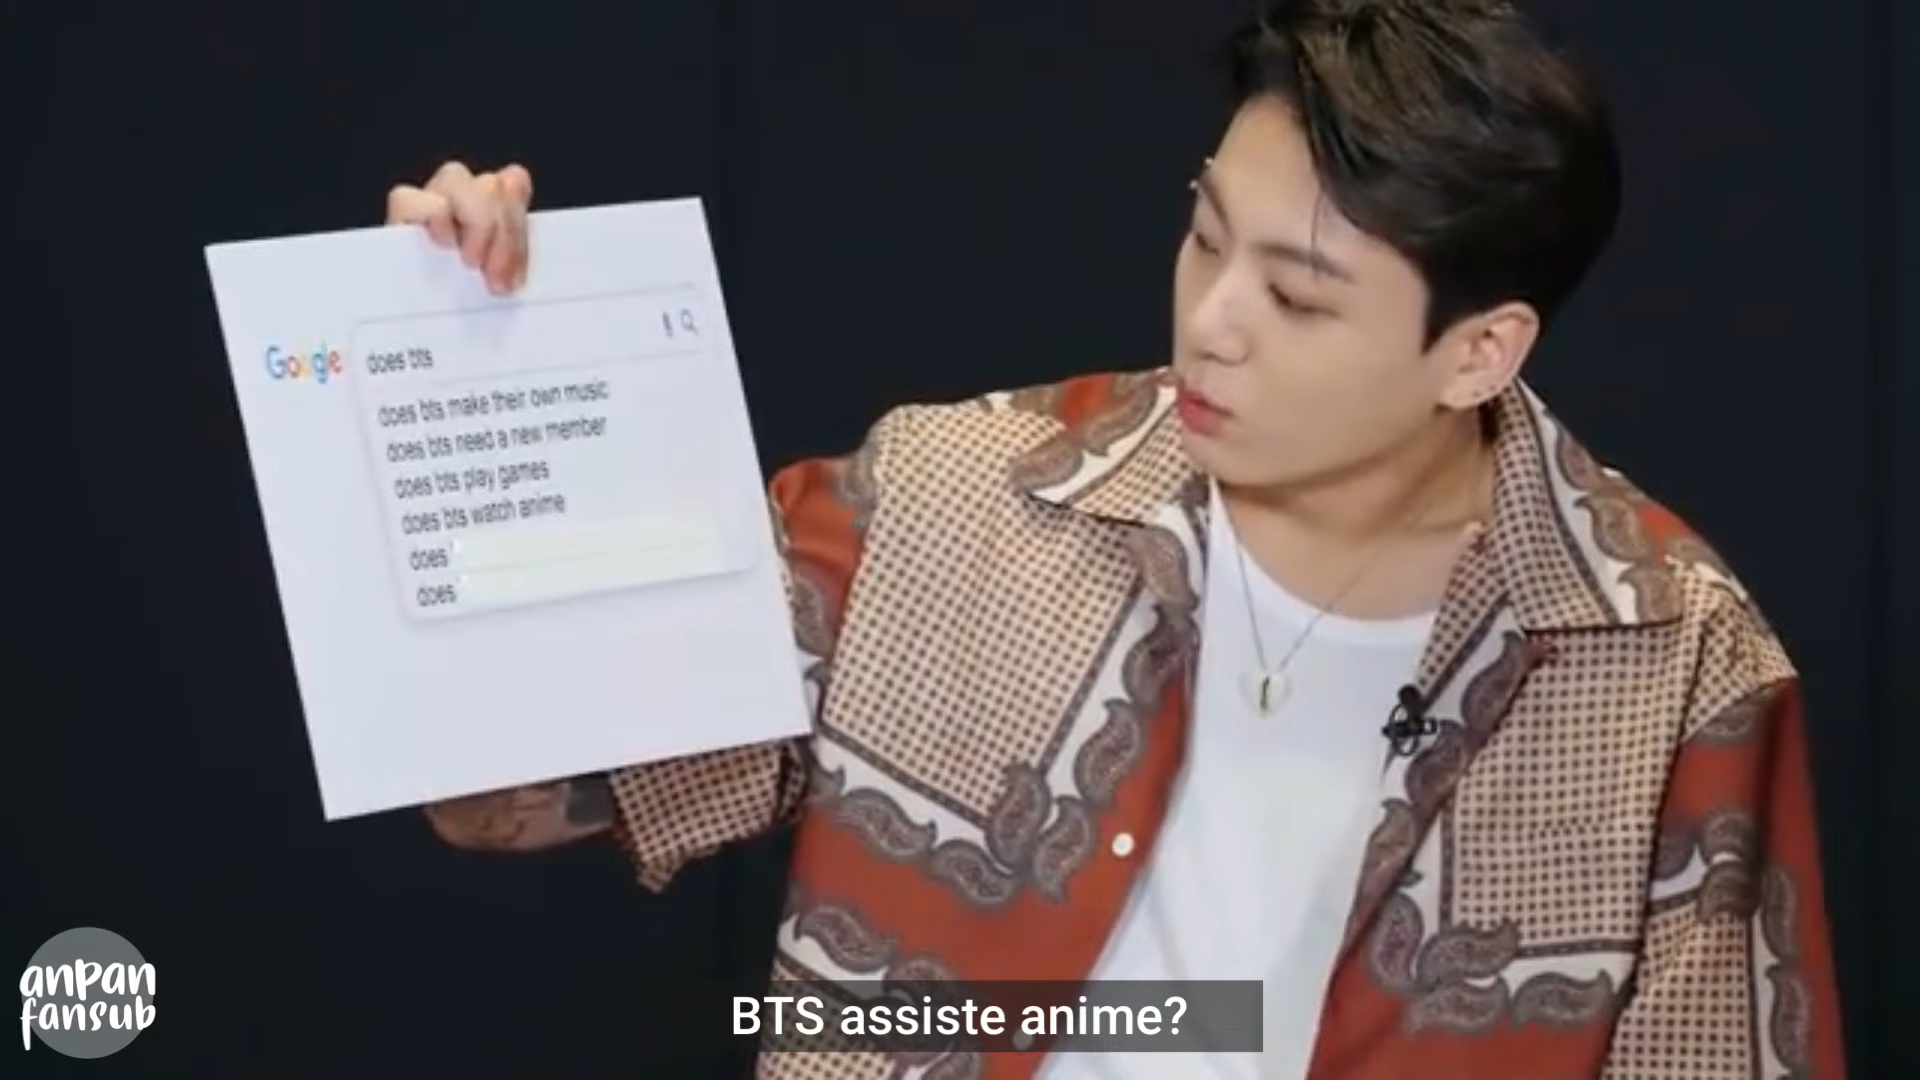 Google
does bts
does bts make their own music
does bts need a new member
does bts play games
does bts watch anime
does
does
anpan
fansub
BTS assiste anime?